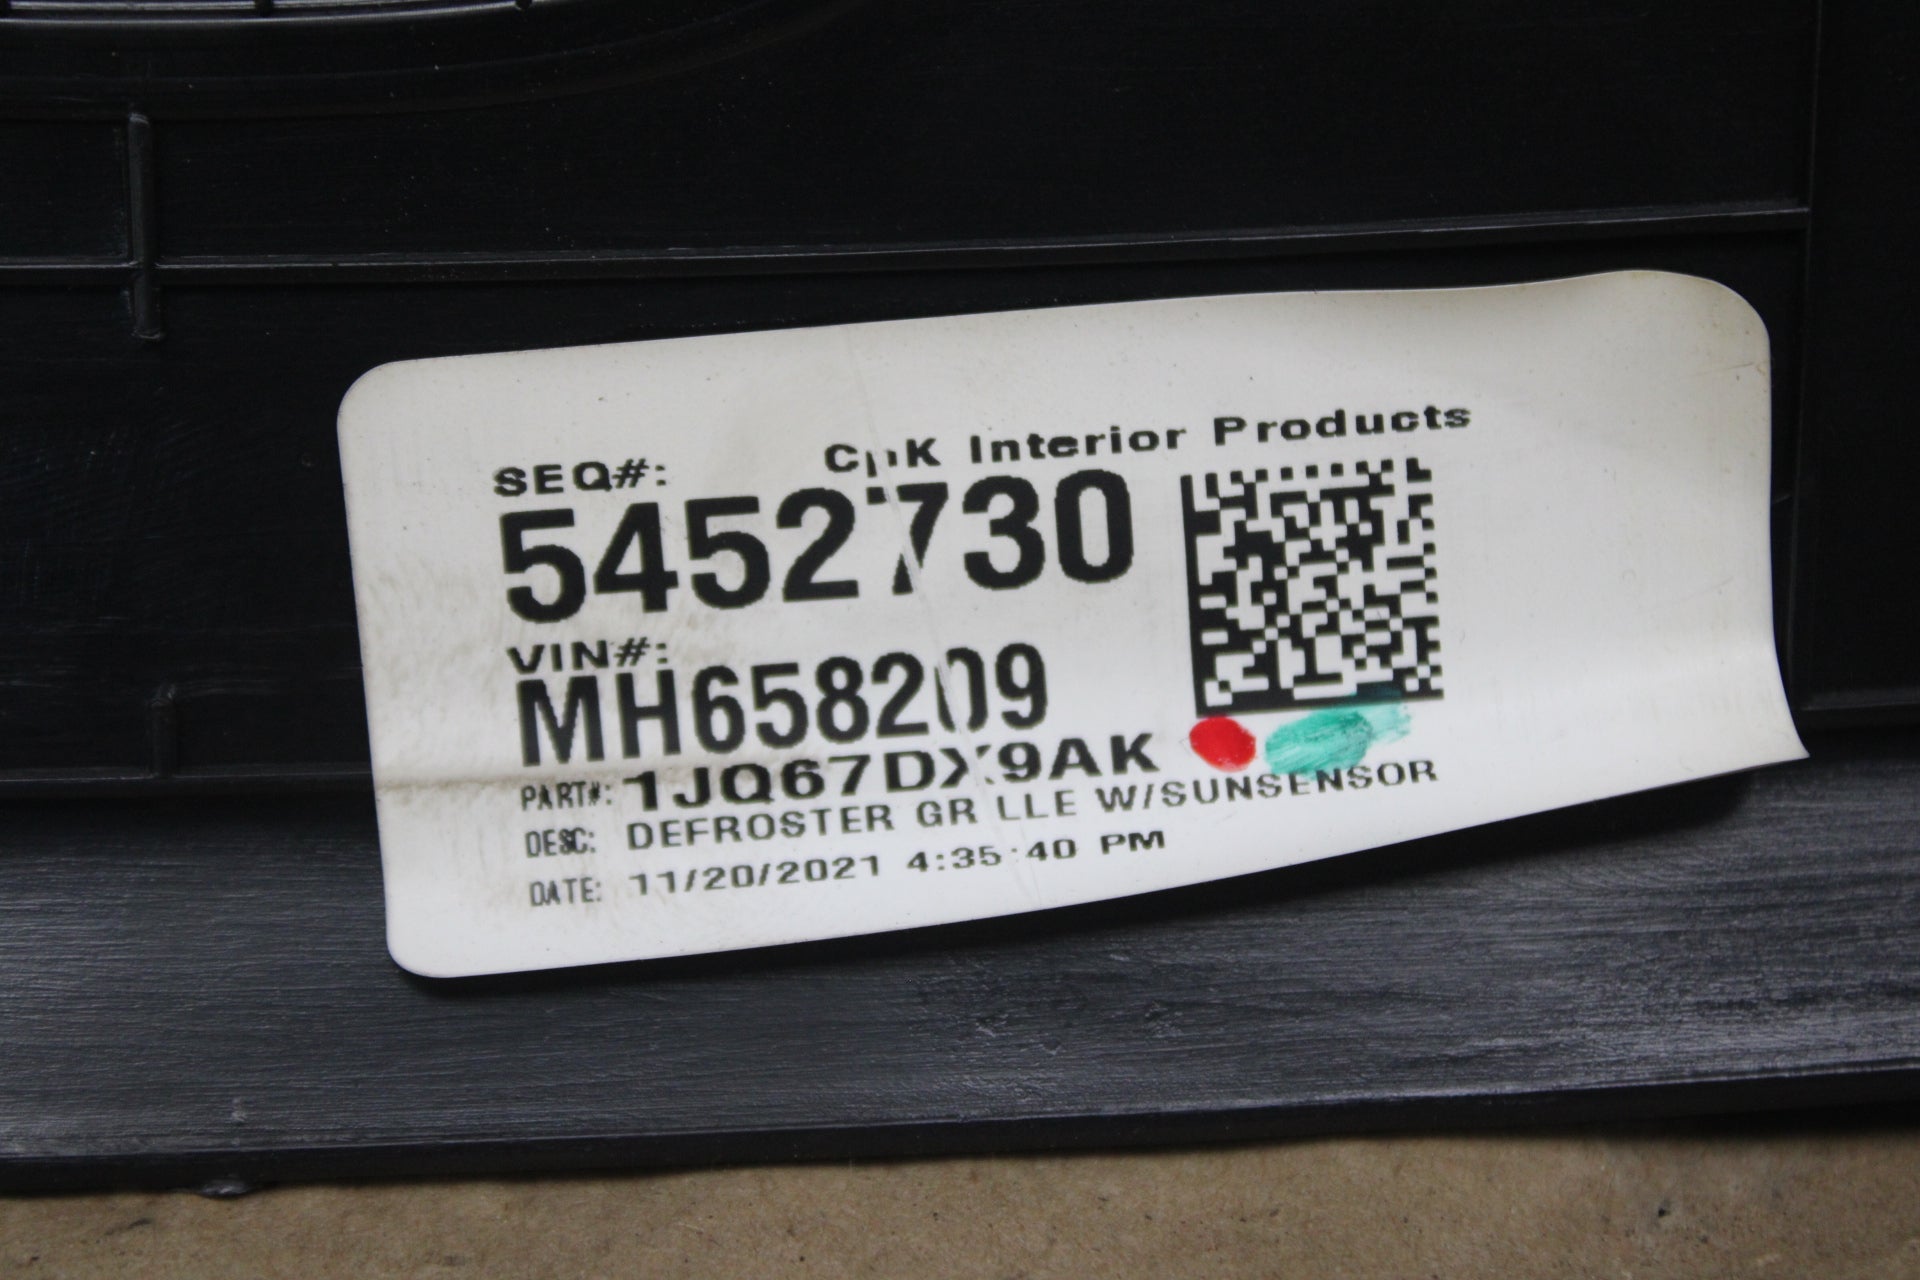 CpK Interior Products
SEQ#:
5452730
VIN#:
MH658209
PART#: 1JQ67DX9AK
DESC: DEFROSTER GR LLE W/SUNSENSOR
DATE: 11/20/2021 4:35:40 PM